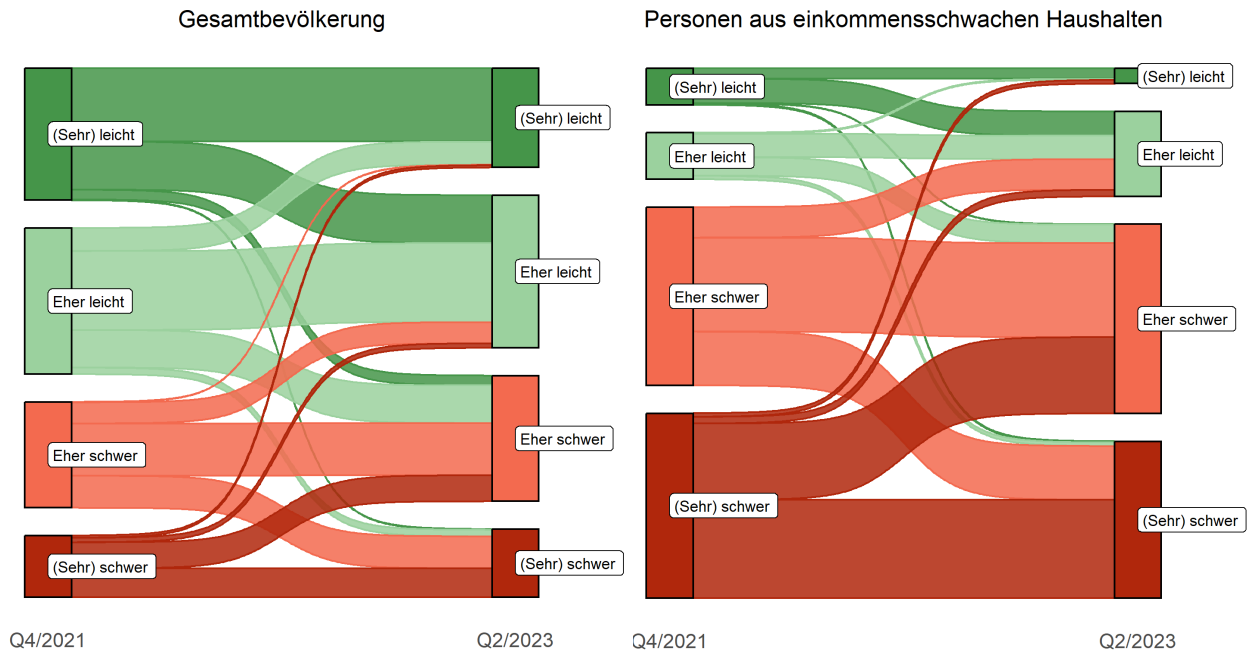 Gesamtbevölkerung
(Sehr) leicht
Eher leicht
Eher schwer
(Sehr) schwer
(Sehr) leicht
Eher leicht
Eher schwer
(Sehr) schwer
Q4/2021
Q2/2023
Personen aus einkommensschwachen Haushalten
(Sehr) leicht
Eher leicht
Eher schwer
(Sehr) schwer
(Sehr) leicht
Eher leicht
Eher schwer
(Sehr) schwer
Q4/2021
Q2/2023